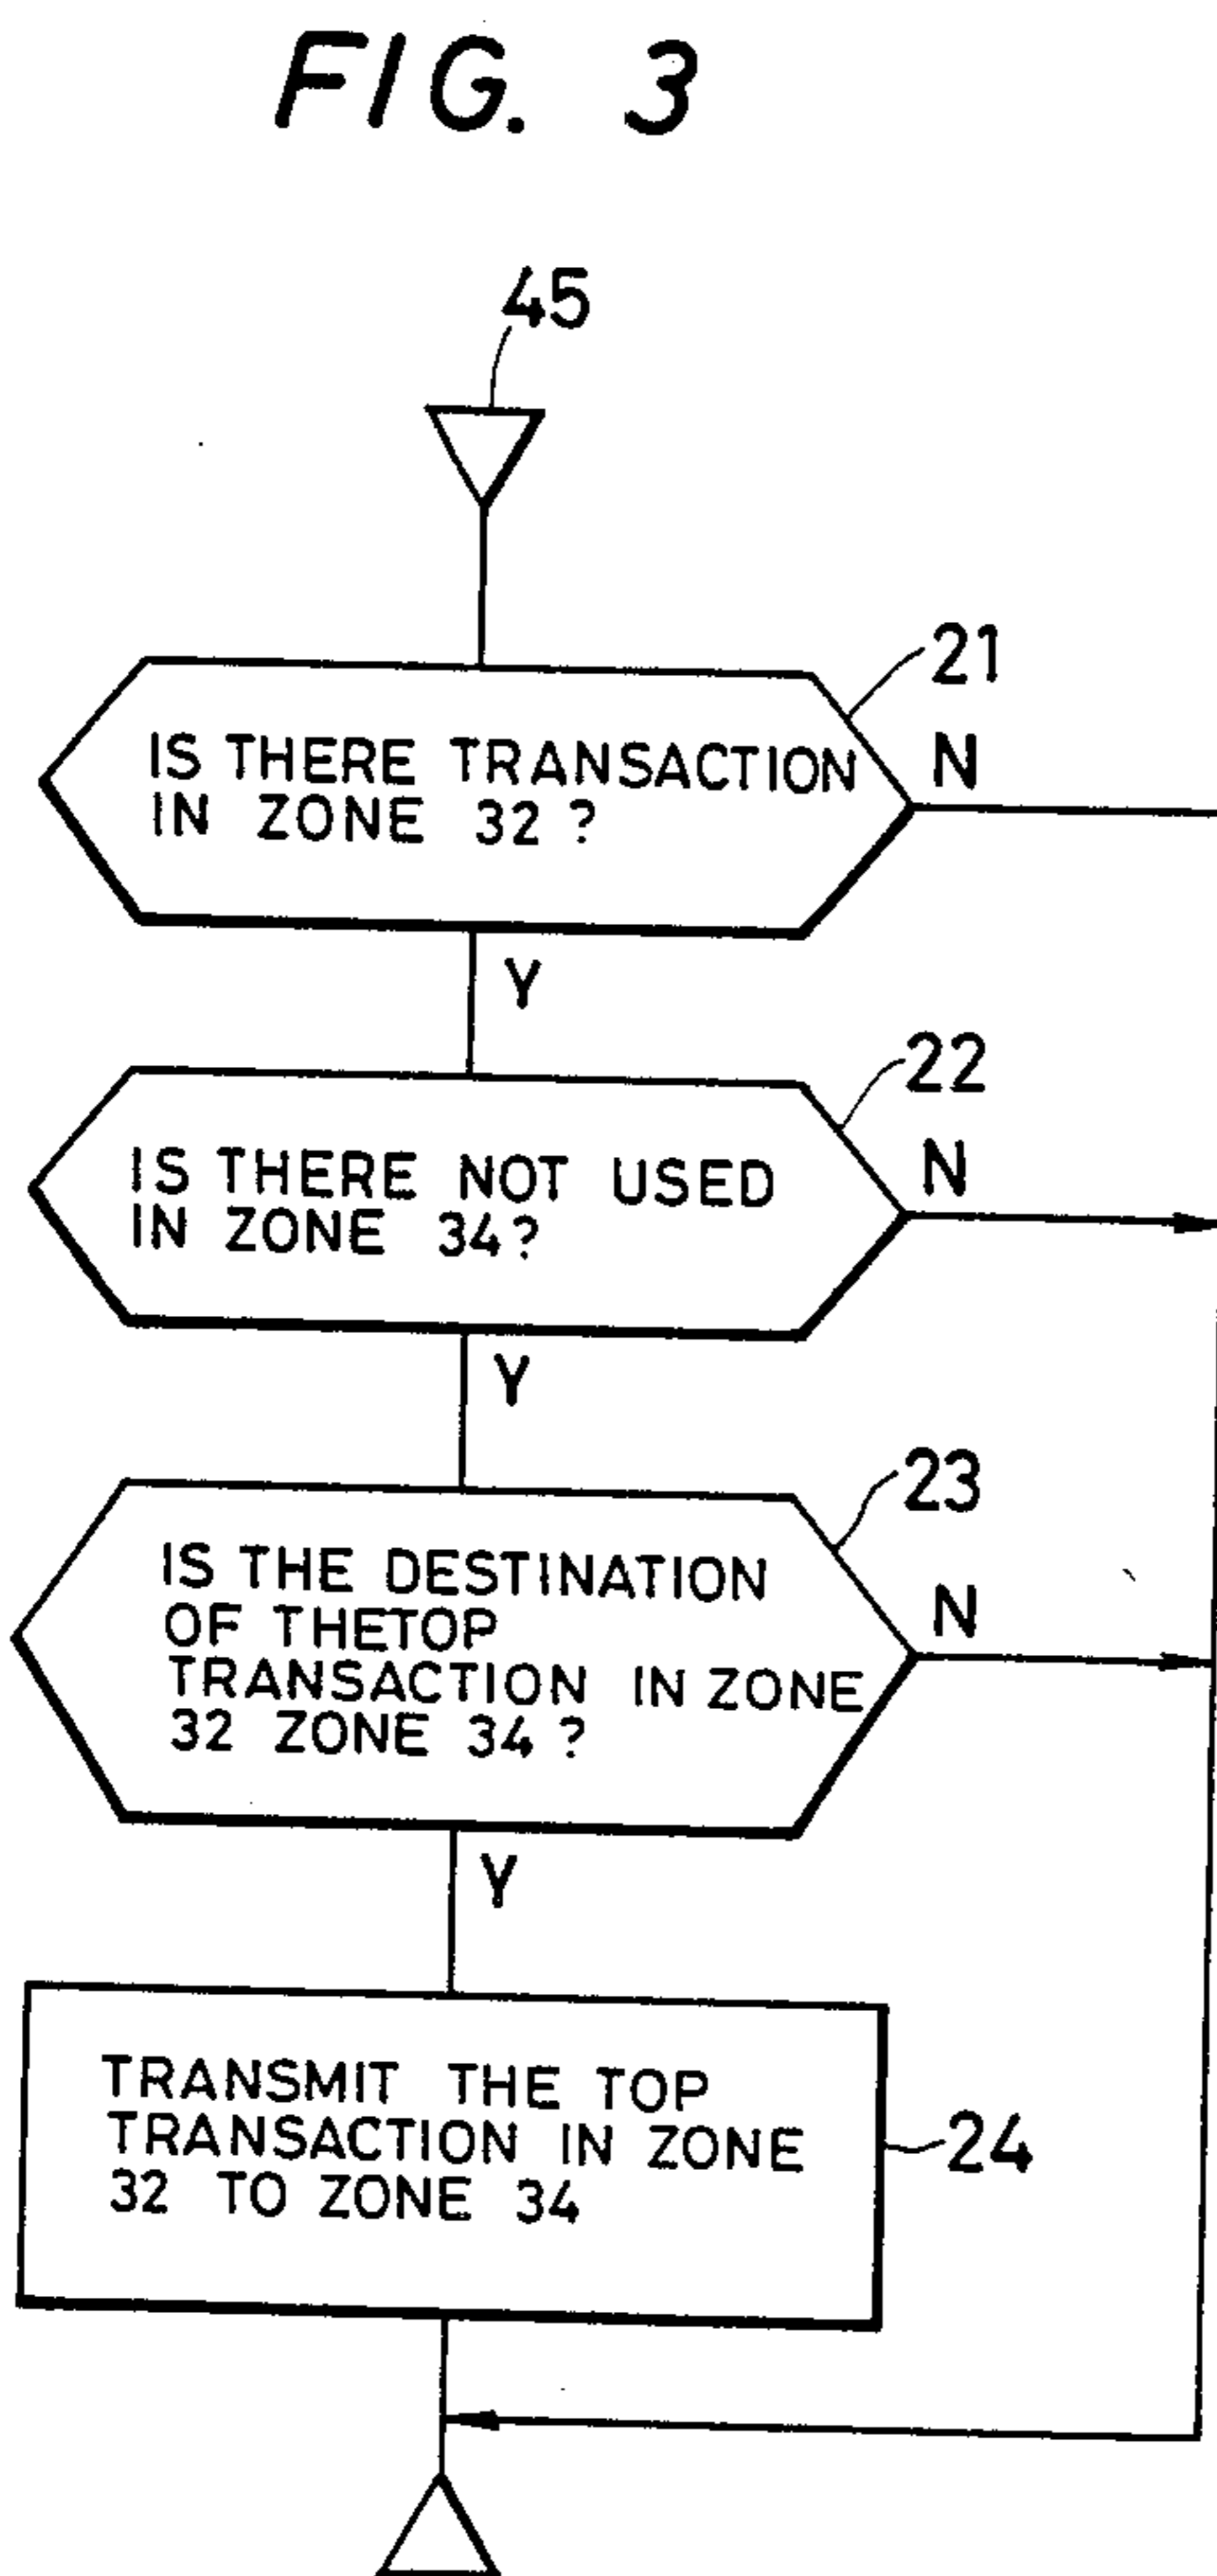 FIG. 3
45
21
IS THERE TRANSACTION
IN ZONE 32 ?
N
Y
22
IS THERE NOT USED
IN ZONE 34?
N
Y
23
IS THE DESTINATION
OF THETOP
TRANSACTION IN ZONE
32 ZONE 34 ?
N
Y
TRANSMIT THE TOP
TRANSACTION IN ZONE
32 TO ZONE 34
24